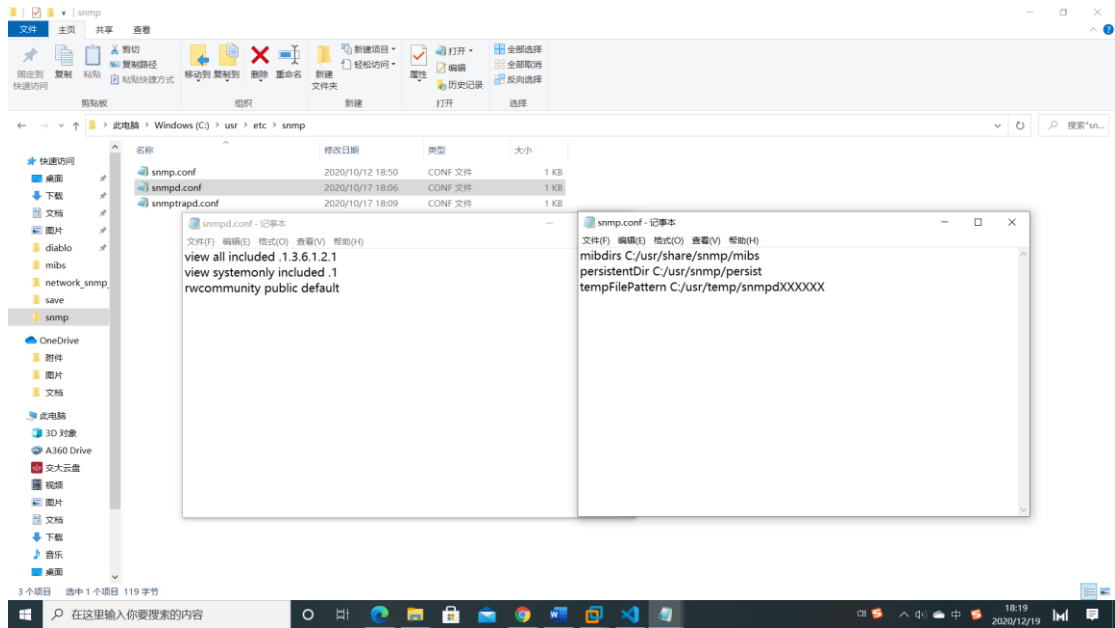 snmp
文件 主页 共享 查看
固定到快速访问 复制 粘贴 剪切 复制路径 粘贴快捷方式 移动到 复制到 删除 重命名 新建文件夹 新建项目 轻松访问 属性 打开 编辑 历史记录 全部选择 全部取消 反向选择
剪贴板 组织 新建 打开 选择
此电脑 > Windows (C:) > usr > etc > snmp 搜索"sn...
名称 修改日期 类型 大小
snmp.conf 2020/10/12 18:50 CONF 文件 1 KB
snmpd.conf 2020/10/17 18:06 CONF 文件 1 KB
snmptrapd.conf 2020/10/17 18:09 CONF 文件 1 KB
快速访问
桌面
下载
文档
图片
diablo
mibs
network_snmp_
save
snmp
OneDrive
附件
图片
文档
此电脑
3D 对象
A360 Drive
交大云盘
视频
图片
文档
下载
音乐
桌面
snmpd.conf - 记事本
文件(F) 编辑(E) 格式(O) 查看(V) 帮助(H)
view all included .1.3.6.1.2.1
view systemonly included .1
rwcommunity public default
snmp.conf - 记事本
文件(F) 编辑(E) 格式(O) 查看(V) 帮助(H)
mibdirs C:/usr/share/snmp/mibs
persistentDir C:/usr/snmp/persist
tempFilePattern C:/usr/temp/snmpdXXXXXX
3 个项目 选中 1 个项目 119 字节
在这里输入你要搜索的内容
中
18:19
2020/12/19